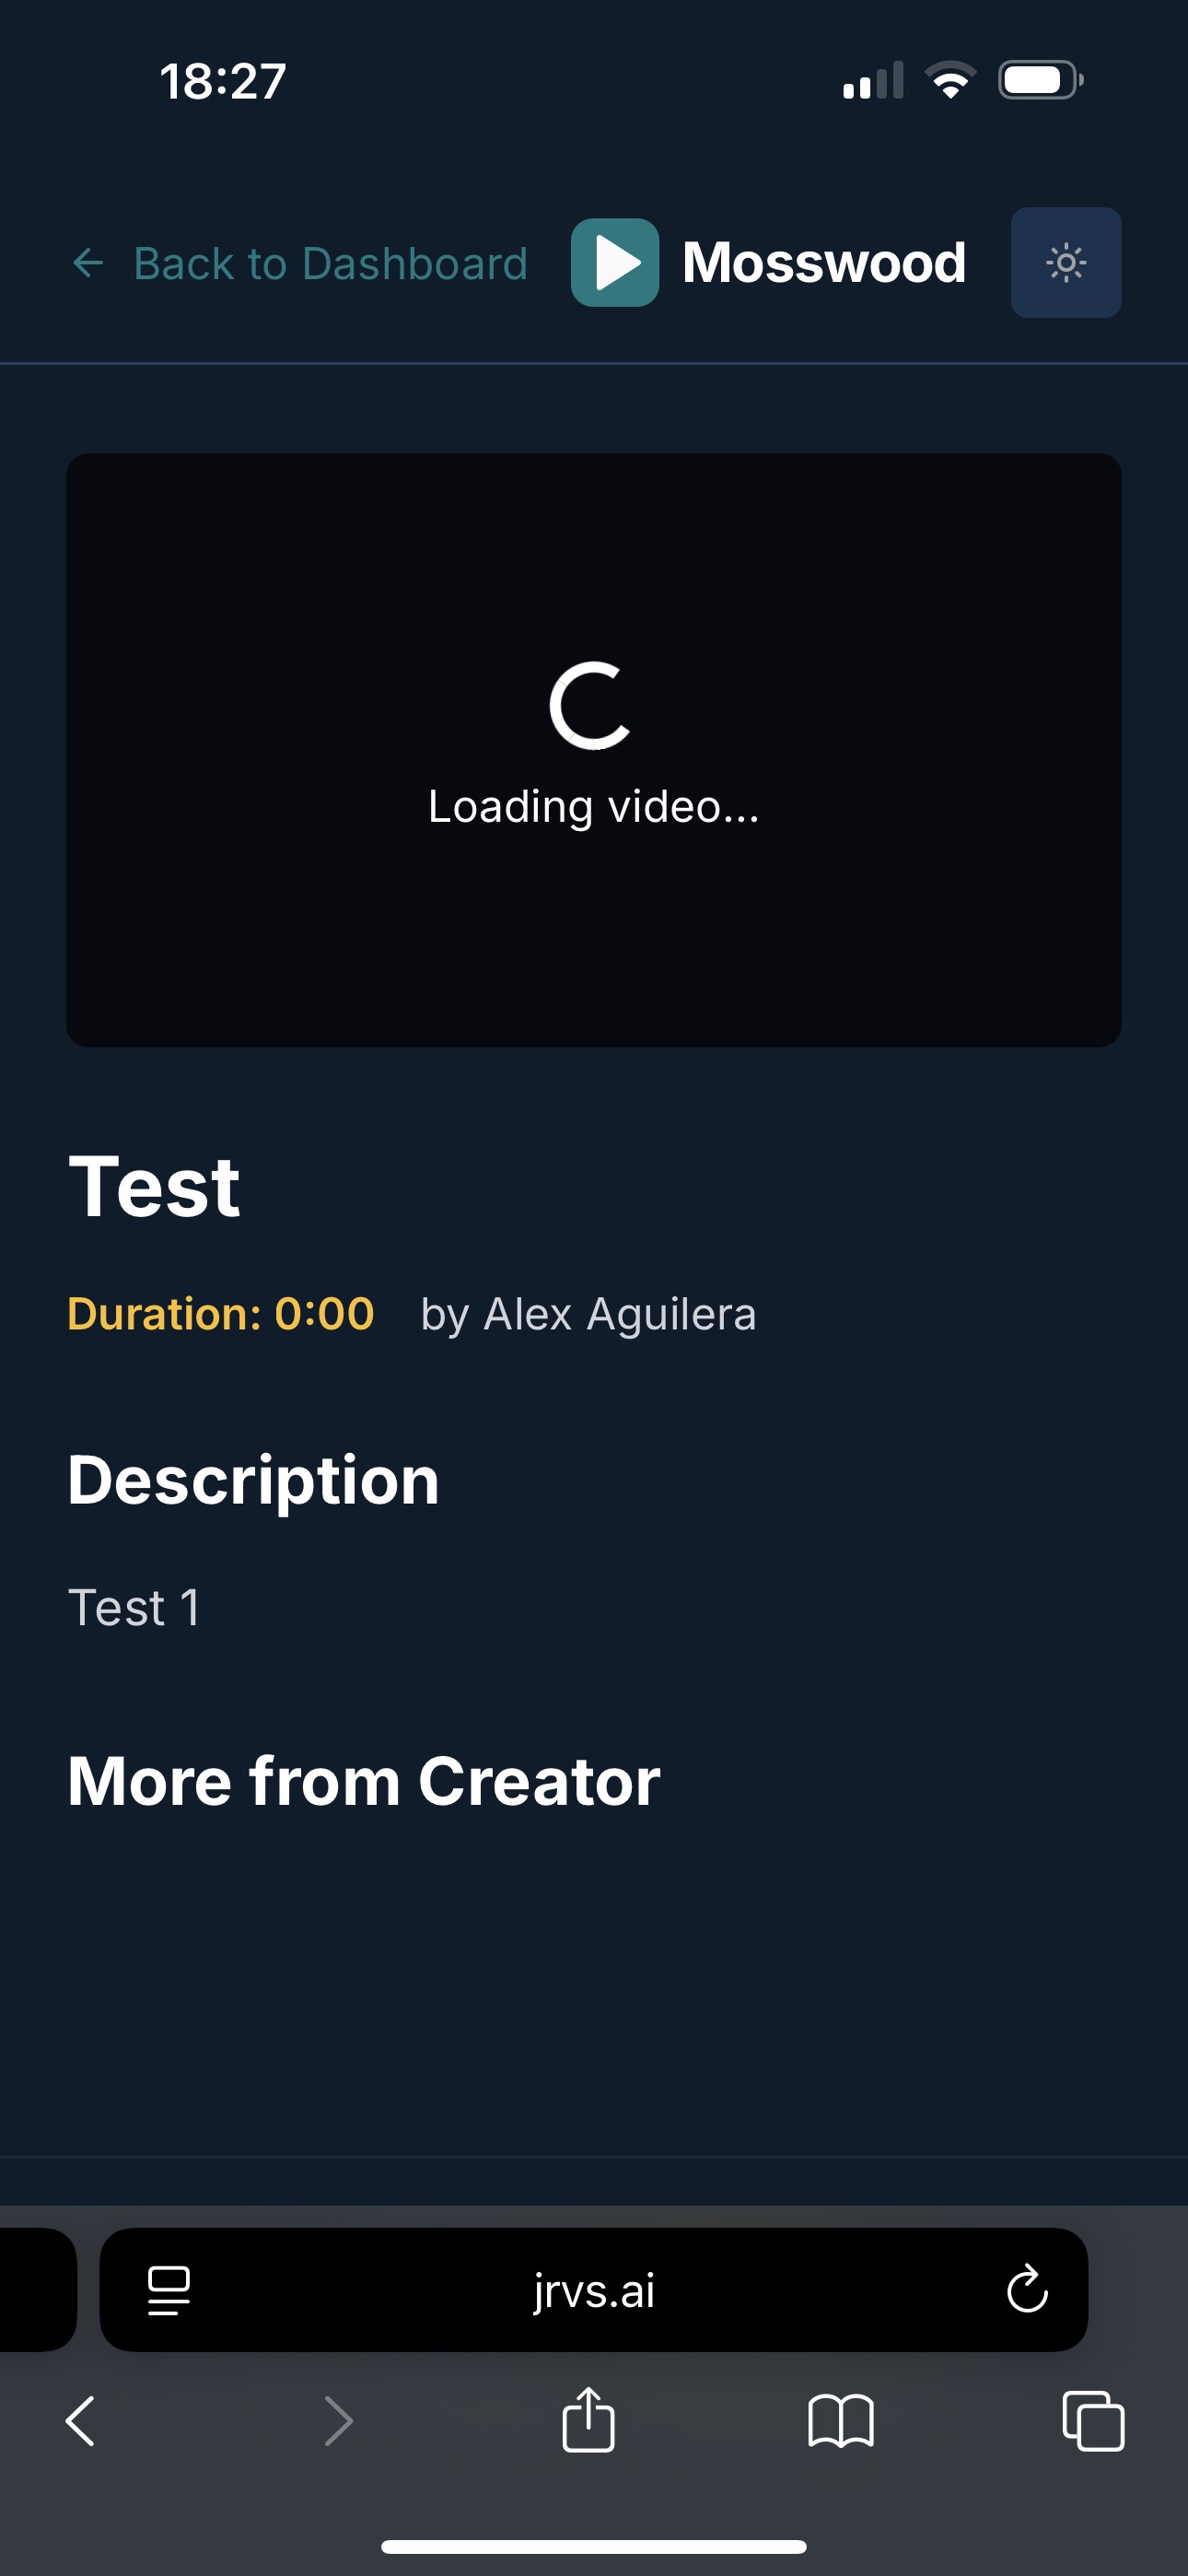 18:27
Back to Dashboard Mosswood
Loading video...
Test
Duration: 0:00 by Alex Aguilera
Description
Test 1
More from Creator
jrvs.ai